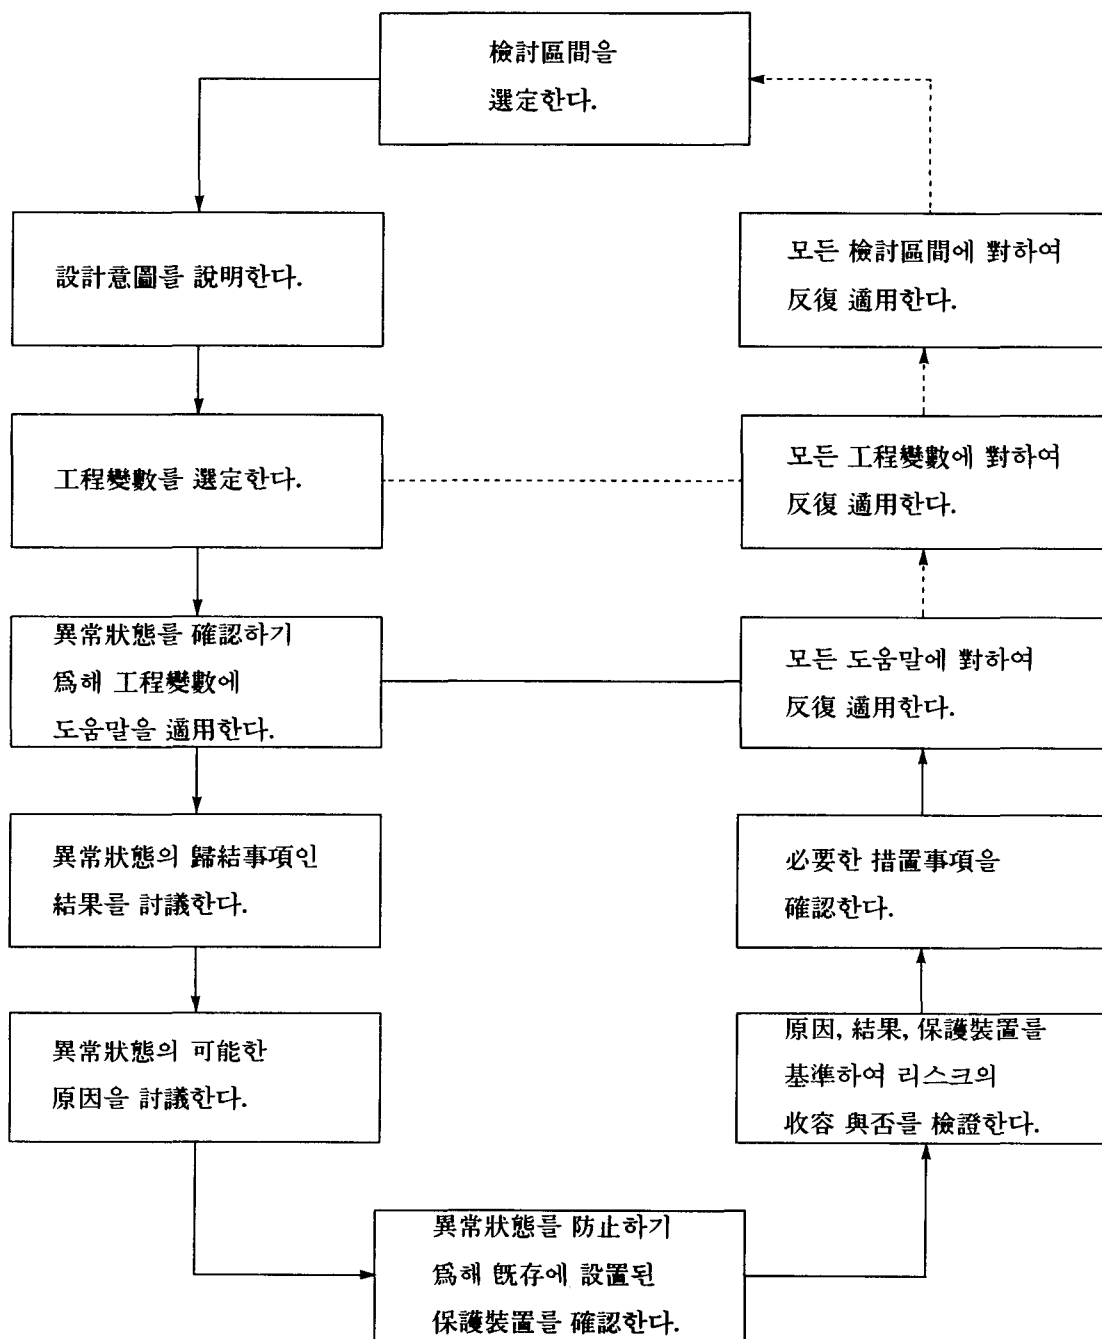 檢討區間을
選定한다.
設計意圖를 說明한다.
工程變數를 選定한다.
異常狀態를 確認하기
爲해 工程變數에
도움말을 適用한다.
異常狀態의 歸結事項인
結果를 討議한다.
異常狀態의 可能한
原因을 討議한다.
異常狀態를 防止하기
爲해 旣存에 設置된
保護裝置를 確認한다.
原因, 結果, 保護裝置를
基準하여 리스크의
收容 與否를 檢證한다.
必要한 措置事項을
確認한다.
모든 도움말에 對하여
反復 適用한다.
모든 工程變數에 對하여
反復 適用한다.
모든 檢討區間에 對하여
反復 適用한다.